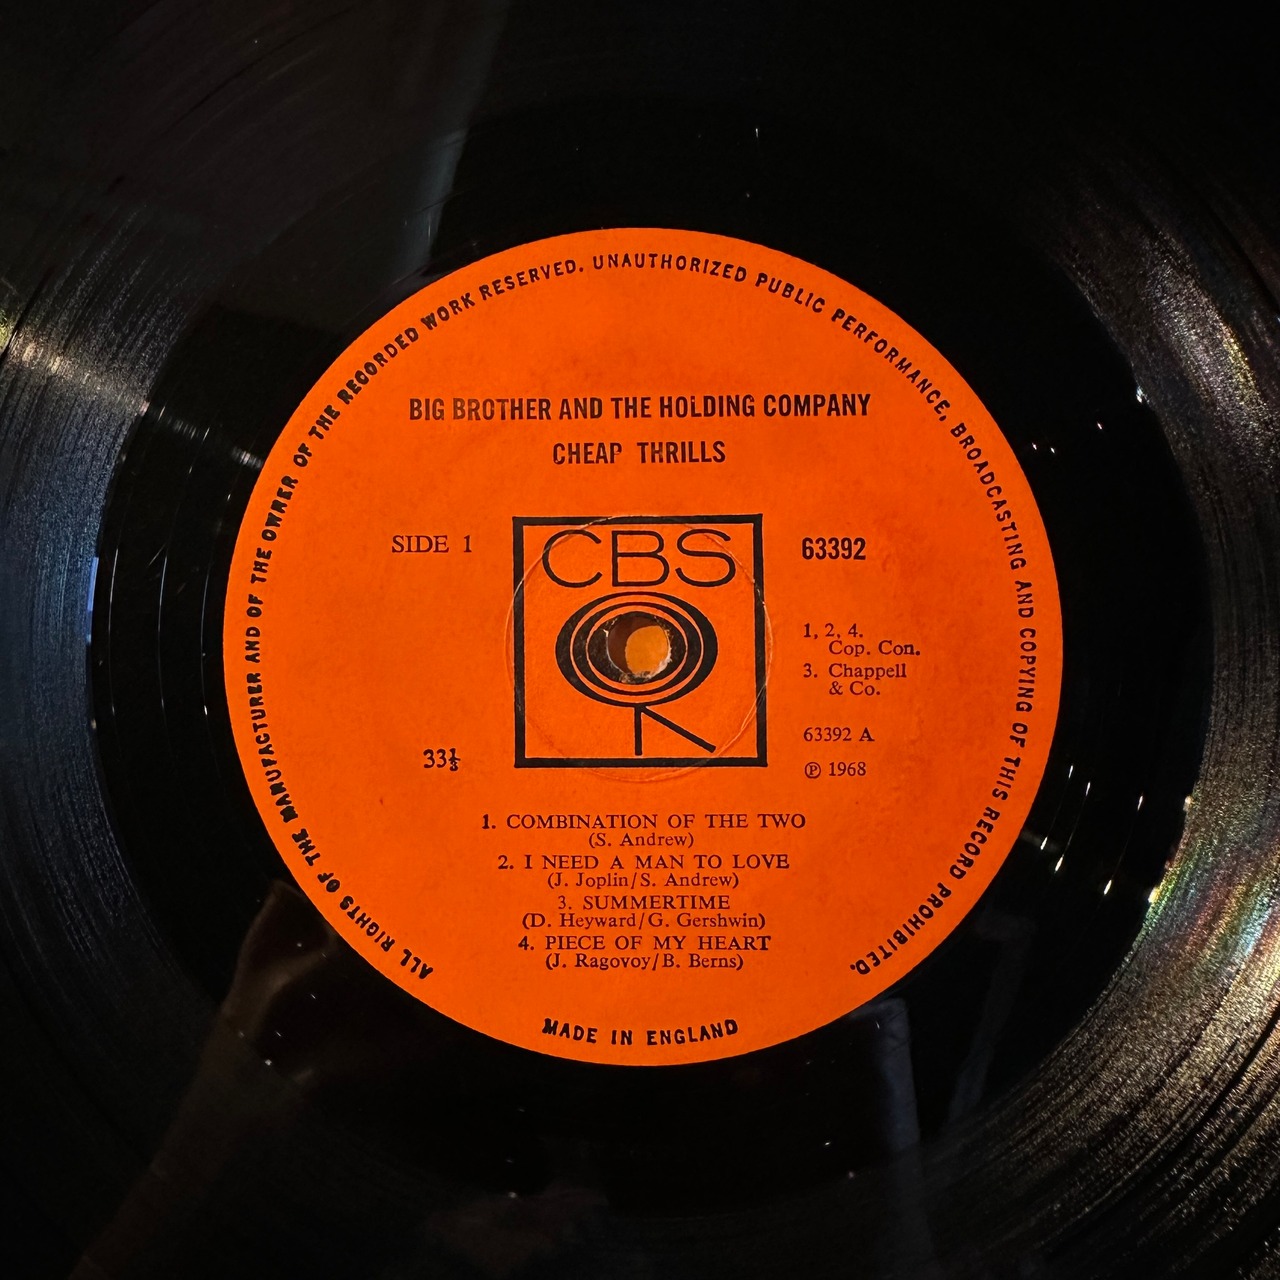 ALL RIGHTS OF THE MANUFACTURER AND OF THE OWNER OF THE RECORDED WORK RESERVED. UNAUTHORIZED PUBLIC PERFORMANCE, BROADCASTING AND COPYING OF THIS RECORD PROHIBITED.
BIG BROTHER AND THE HOLDING COMPANY
CHEAP THRILLS
SIDE 1
CBS
63392
1, 2, 4.
Cop. Con.
3. Chappell
& Co.
63392 A
℗ 1968
33⅓
1. COMBINATION OF THE TWO
(S. Andrew)
2. I NEED A MAN TO LOVE
(J. Joplin/S. Andrew)
3. SUMMERTIME
(D. Heyward/G. Gershwin)
4. PIECE OF MY HEART
(J. Ragovoy/B. Berns)
MADE IN ENGLAND